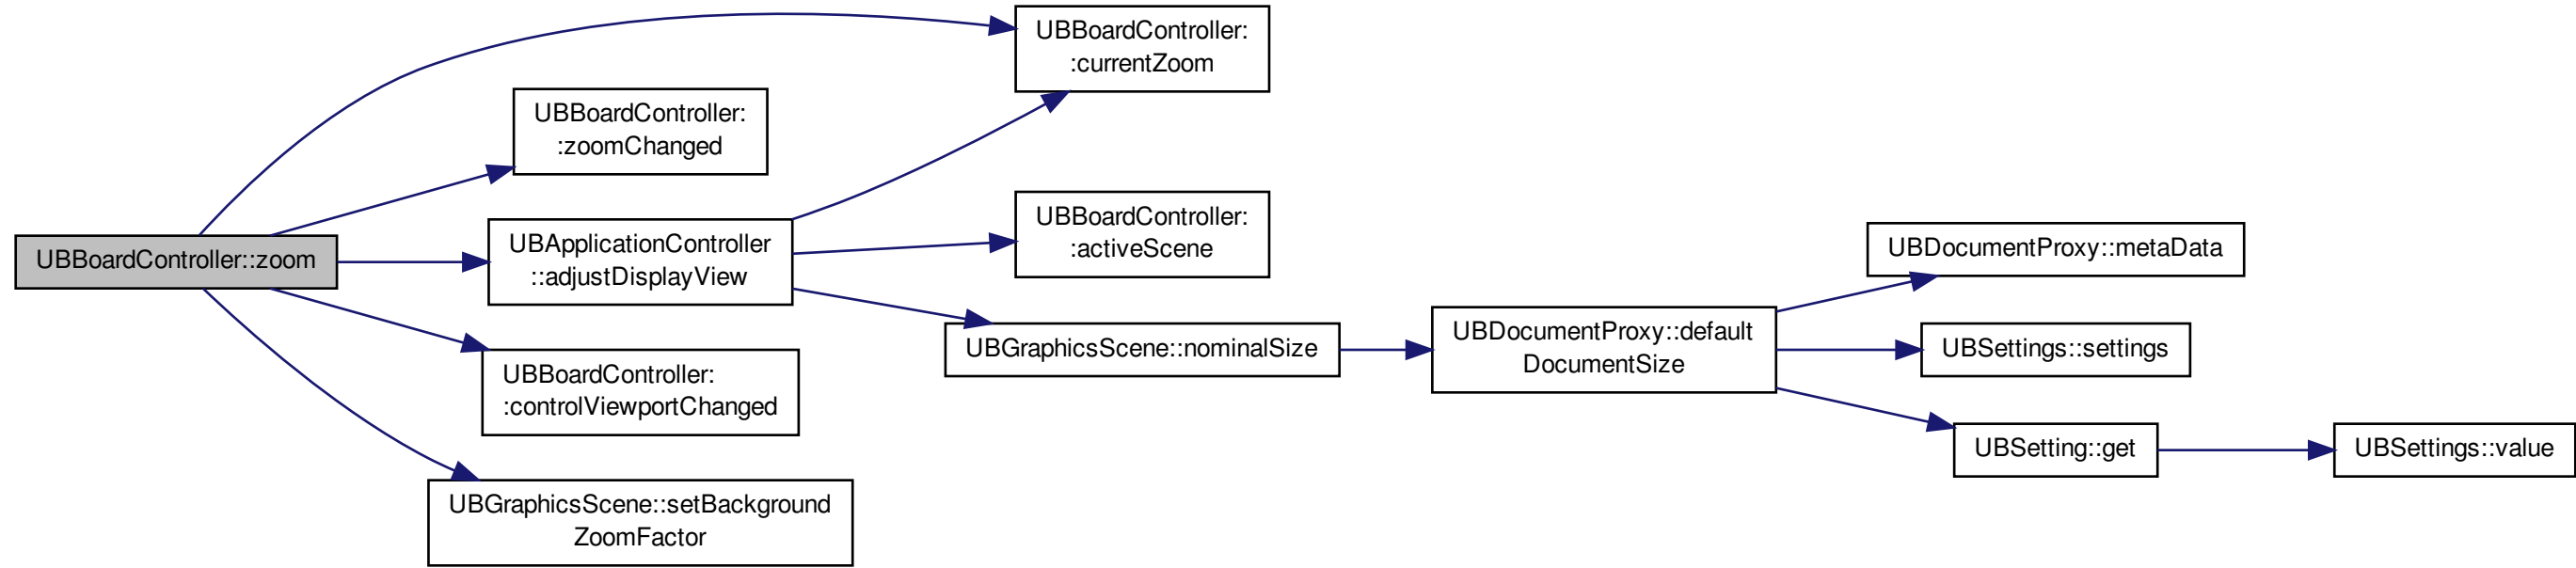 UBBoardController::zoom
UBBoardController:
:currentZoom
UBBoardController:
:zoomChanged
UBApplicationController
::adjustDisplayView
UBBoardController:
:controlViewportChanged
UBGraphicsScene::setBackground
ZoomFactor
UBBoardController:
:activeScene
UBGraphicsScene::nominalSize
UBDocumentProxy::default
DocumentSize
UBDocumentProxy::metaData
UBSettings::settings
UBSetting::get
UBSettings::value